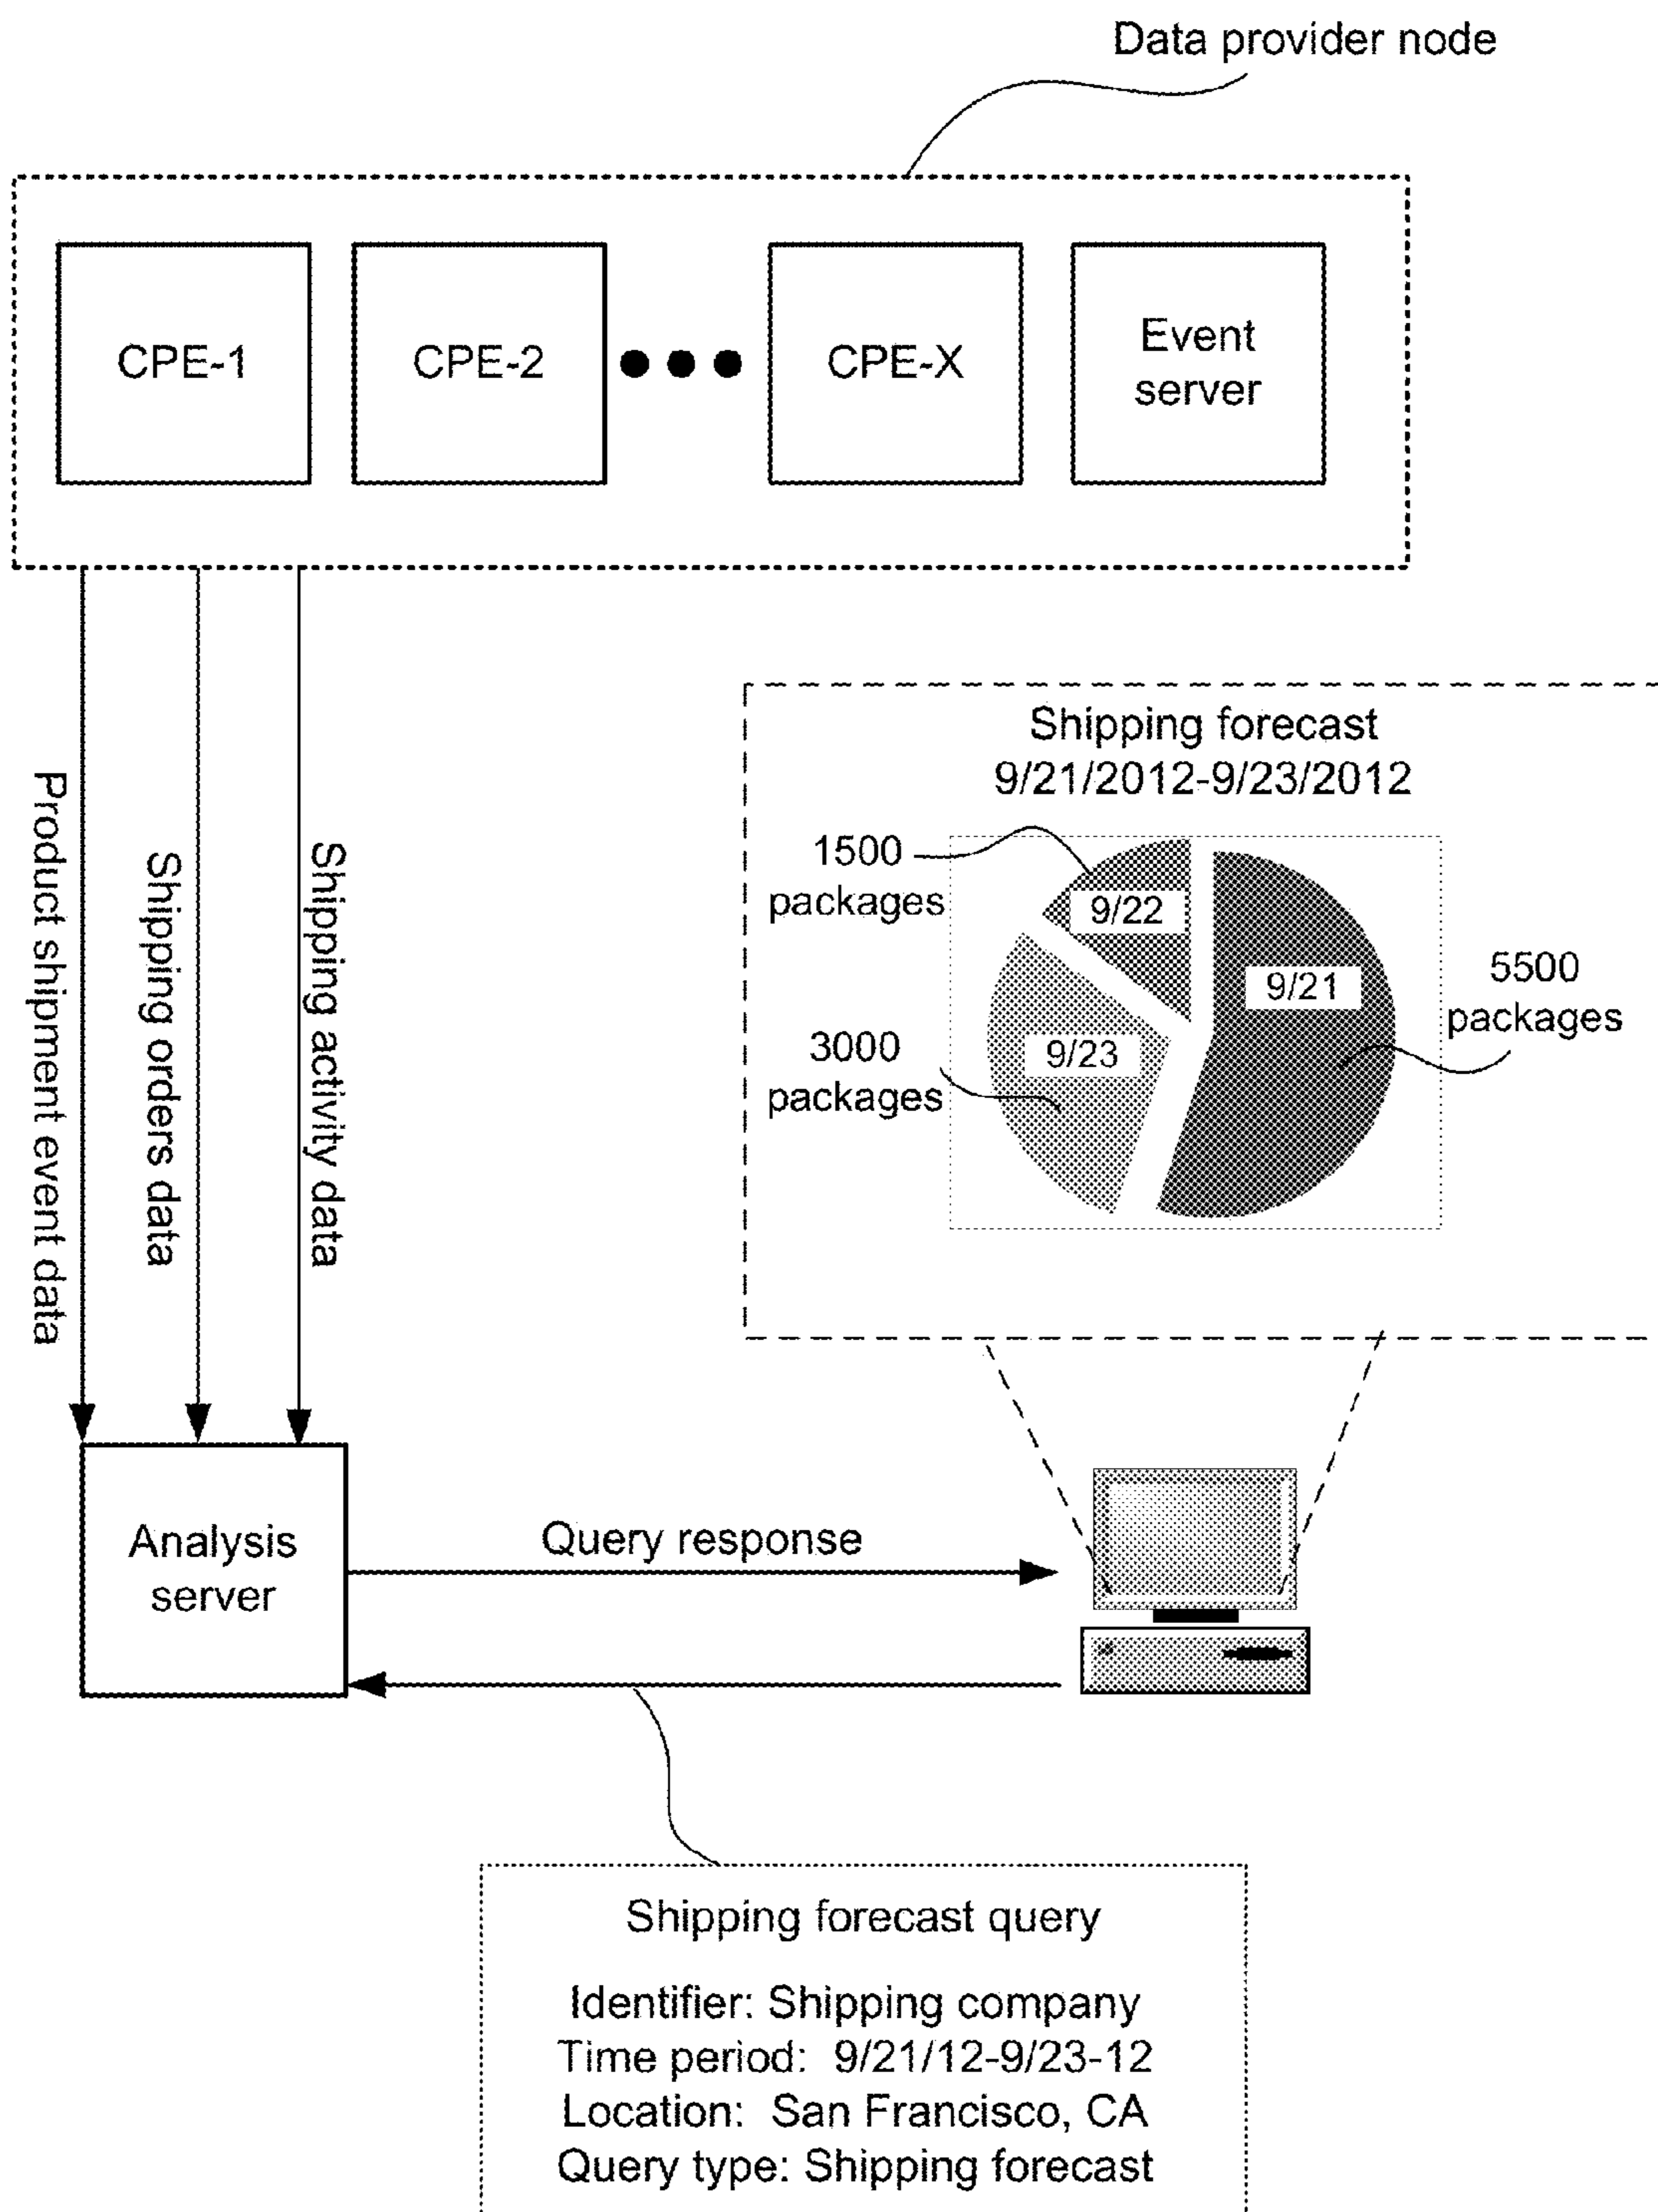 Data provider node
CPE-1
CPE-2
CPE-X
Event
server
Product shipment event data
Shipping orders data
Shipping activity data
Shipping forecast
9/21/2012-9/23/2012
1500
packages
9/22
9/21
5500
packages
3000
packages
9/23
Analysis
server
Query response
Shipping forecast query
Identifier: Shipping company
Time period: 9/21/12-9/23-12
Location: San Francisco, CA
Query type: Shipping forecast